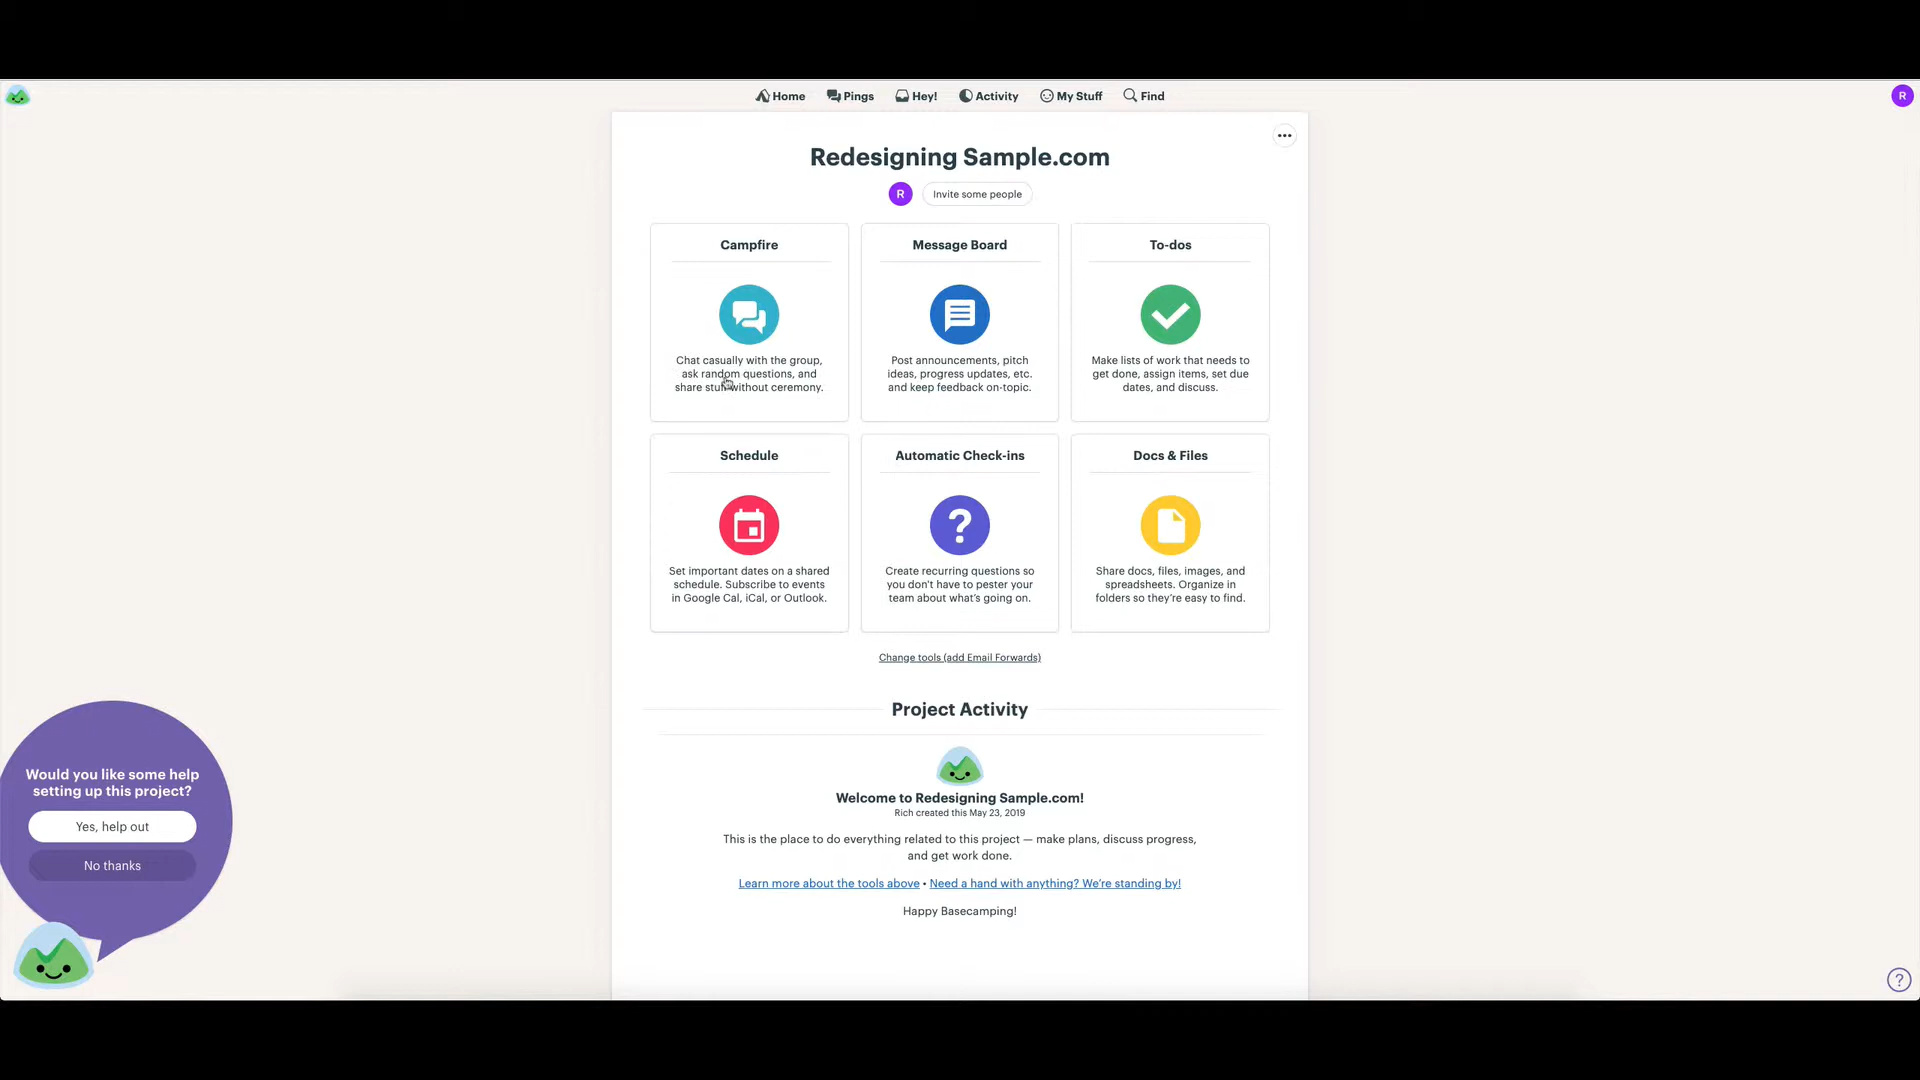 Home Pings Hey! Activity My Stuff Find
R
Redesigning Sample.com
R Invite some people
Campfire
Chat casually with the group,
ask random questions, and
share stuff without ceremony.
Message Board
Post announcements, pitch
ideas, progress updates, etc.
and keep feedback on-topic.
To-dos
Make lists of work that needs to
get done, assign items, set due
dates, and discuss.
Schedule
Set important dates on a shared
schedule. Subscribe to events
in Google Cal, iCal, or Outlook.
Automatic Check-ins
?
Create recurring questions so
you don't have to pester your
team about what's going on.
Docs & Files
Share docs, files, images, and
spreadsheets. Organize in
folders so they're easy to find.
Change tools (add Email Forwards)
Project Activity
Welcome to Redesigning Sample.com!
Rich created this May 23, 2019
This is the place to do everything related to this project — make plans, discuss progress,
and get work done.
Learn more about the tools above • Need a hand with anything? We're standing by!
Happy Basecamping!
Would you like some help
setting up this project?
Yes, help out
No thanks
?